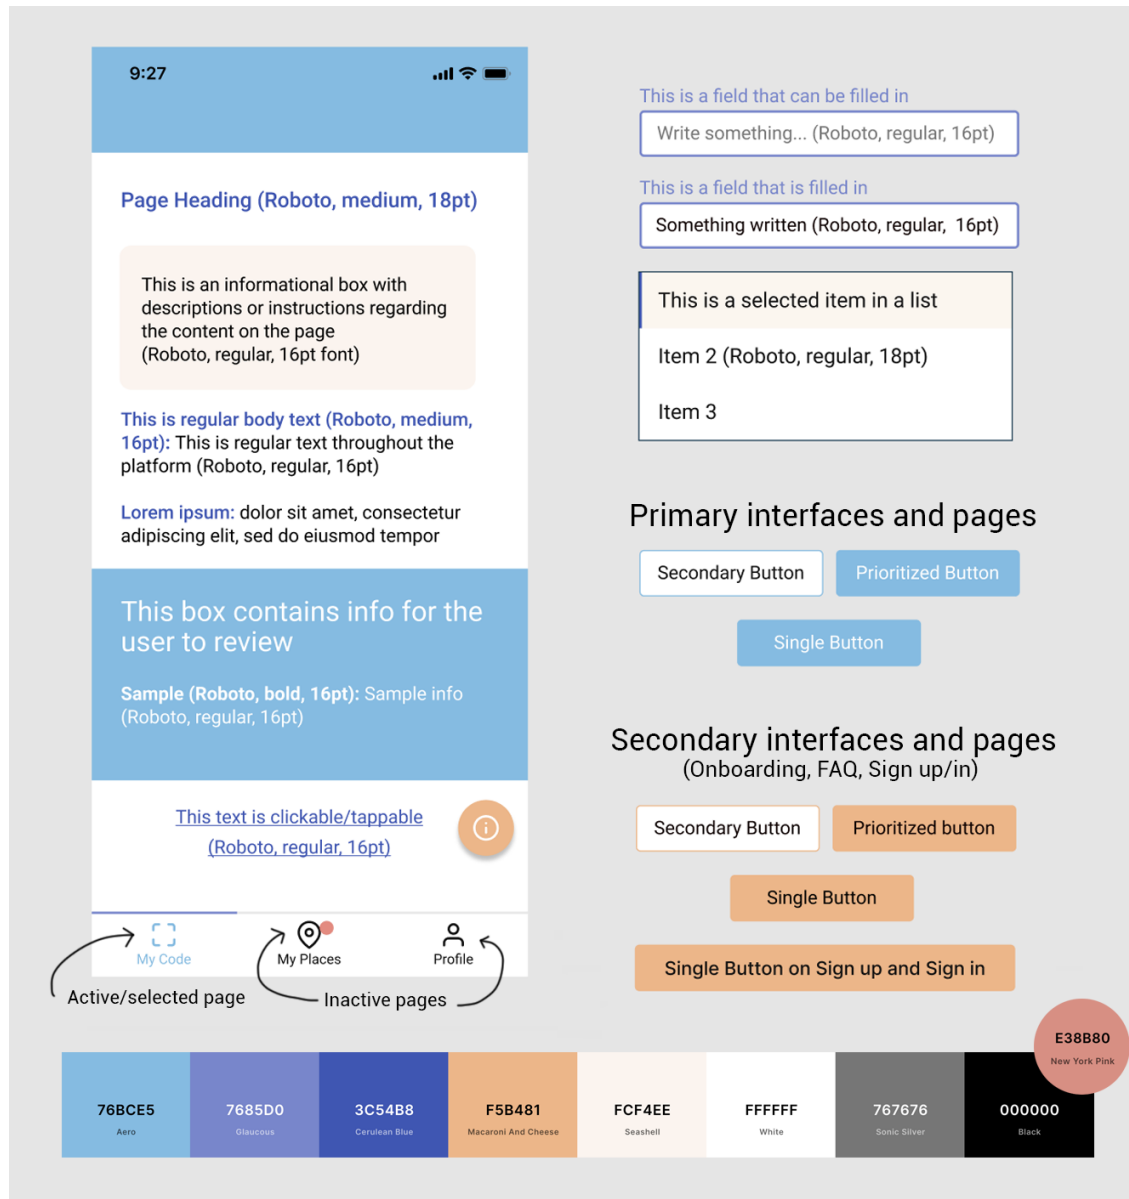 9:27
Page Heading (Roboto, medium, 18pt)
This is an informational box with
descriptions or instructions regarding
the content on the page
(Roboto, regular, 16pt font)
This is regular body text (Roboto, medium,
16pt): This is regular text throughout the
platform (Roboto, regular, 16pt)
Lorem ipsum: dolor sit amet, consectetur
adipiscing elit, sed do eiusmod tempor
This box contains info for the
user to review
Sample (Roboto, bold, 16pt): Sample info
(Roboto, regular, 16pt)
This text is clickable/tappable
(Roboto, regular, 16pt)
My Code
My Places
Profile
Active/selected page
Inactive pages
This is a field that can be filled in
Write something... (Roboto, regular, 16pt)
This is a field that is filled in
Something written (Roboto, regular, 16pt)
This is a selected item in a list
Item 2 (Roboto, regular, 18pt)
Item 3
Primary interfaces and pages
Secondary Button
Prioritized Button
Single Button
Secondary interfaces and pages
(Onboarding, FAQ, Sign up/in)
Secondary Button
Prioritized button
Single Button
Single Button on Sign up and Sign in
E38B80
New York Pink
76BCE5
Aero
7685D0
Glaucous
3C54B8
Cerulean Blue
F5B481
Macaroni And Cheese
FCF4EE
Seashell
FFFFFF
White
767676
Sonic Silver
000000
Black